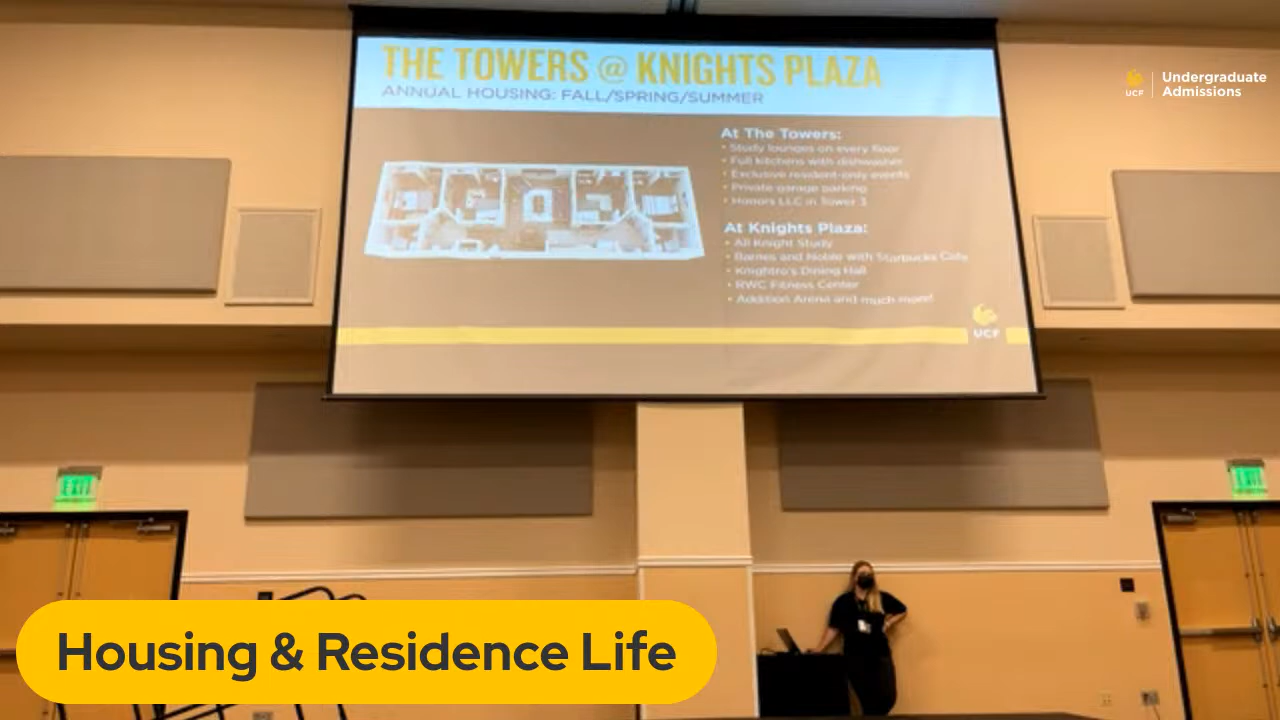 THE TOWERS @ KNIGHTS PLAZA
ANNUAL HOUSING: FALL/SPRING/SUMMER
At The Towers:
• Study lounges on every floor
• Full kitchens with dishwasher
• Exclusive resident-only events
• Private garage parking
• Honors LLC in Tower 3
At Knights Plaza:
• All Knight Study
• Barnes and Noble with Starbucks Cafe
• Knightro's Dining Hall
• RWC Fitness Center
• Addition Arena and much more!
UCF
UCF
Undergraduate
Admissions
EXIT
EXIT
Housing & Residence Life